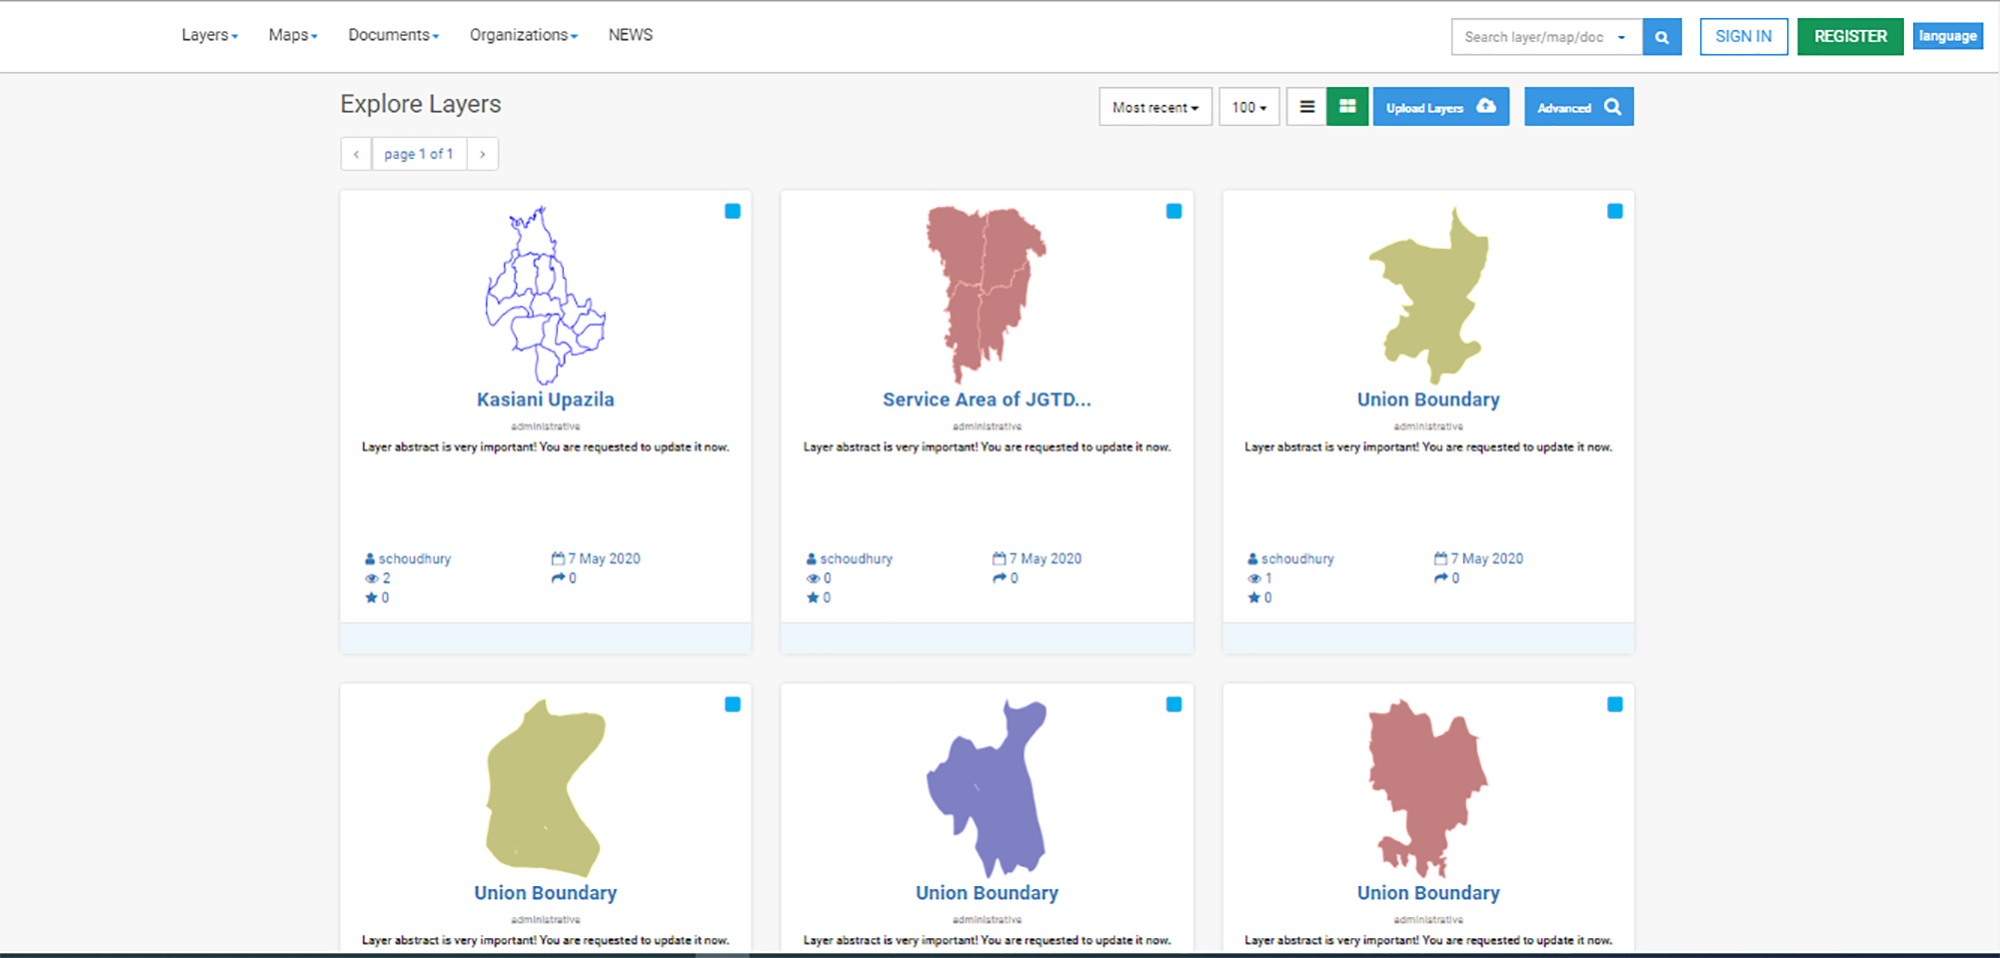 Layers Maps Documents Organizations NEWS Search layer/map/doc SIGN IN REGISTER language
Explore Layers Most recent 100 Upload Layers Advanced
‹ page 1 of 1 ›
Kasiani Upazila
administrative
Layer abstract is very important! You are requested to update it now.
schoudhury 7 May 2020
2 0
0
Service Area of JGTD...
administrative
Layer abstract is very important! You are requested to update it now.
schoudhury 7 May 2020
0 0
0
Union Boundary
administrative
Layer abstract is very important! You are requested to update it now.
schoudhury 7 May 2020
1 0
0
Union Boundary
administrative
Layer abstract is very important! You are requested to update it now.
Union Boundary
administrative
Layer abstract is very important! You are requested to update it now.
Union Boundary
administrative
Layer abstract is very important! You are requested to update it now.